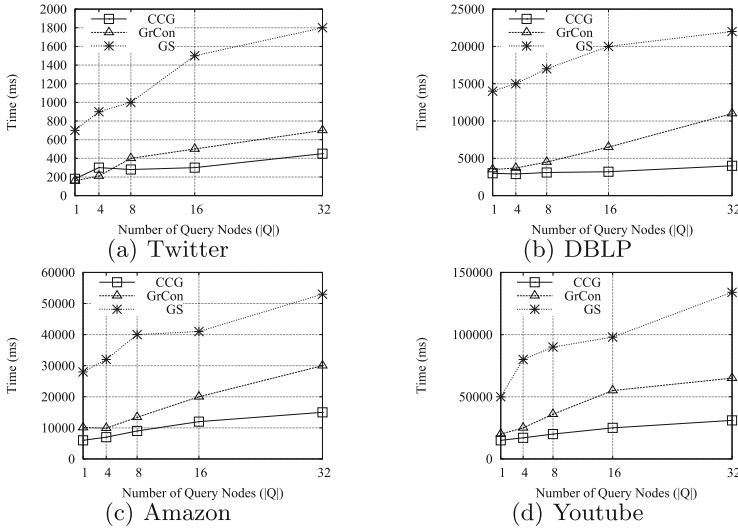 2000
1800
1600
1400
1200
1000
800
600
400
200
0
Time (ms)
CCG
GrCon
GS
1 4 8 16 32
Number of Query Nodes (|Q|)
(a) Twitter
25000
20000
15000
10000
5000
0
Time (ms)
CCG
GrCon
GS
1 4 8 16 32
Number of Query Nodes (|Q|)
(b) DBLP
60000
50000
40000
30000
20000
10000
0
Time (ms)
CCG
GrCon
GS
1 4 8 16 32
Number of Query Nodes (|Q|)
(c) Amazon
150000
100000
50000
0
Time (ms)
CCG
GrCon
GS
1 4 8 16 32
Number of Query Nodes (|Q|)
(d) Youtube